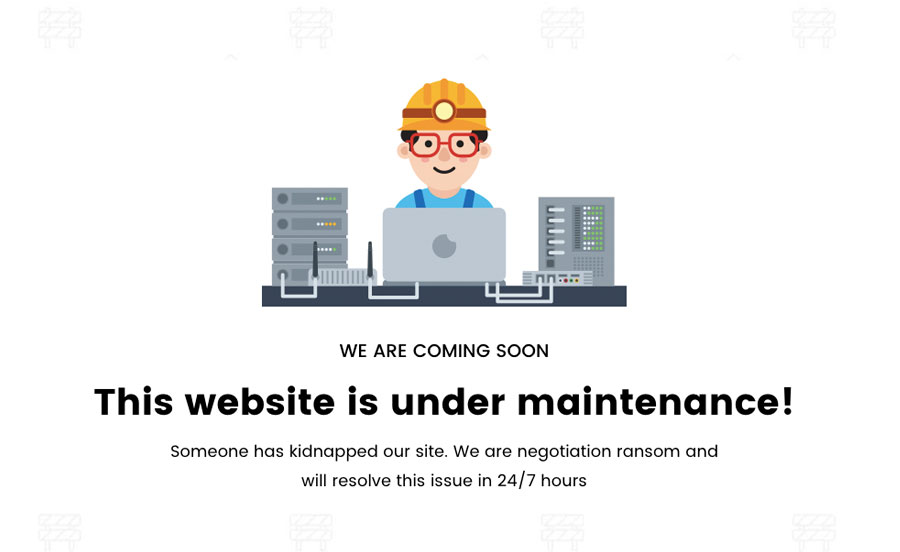 WE ARE COMING SOON
This website is under maintenance!
Someone has kidnapped our site. We are negotiation ransom and
will resolve this issue in 24/7 hours